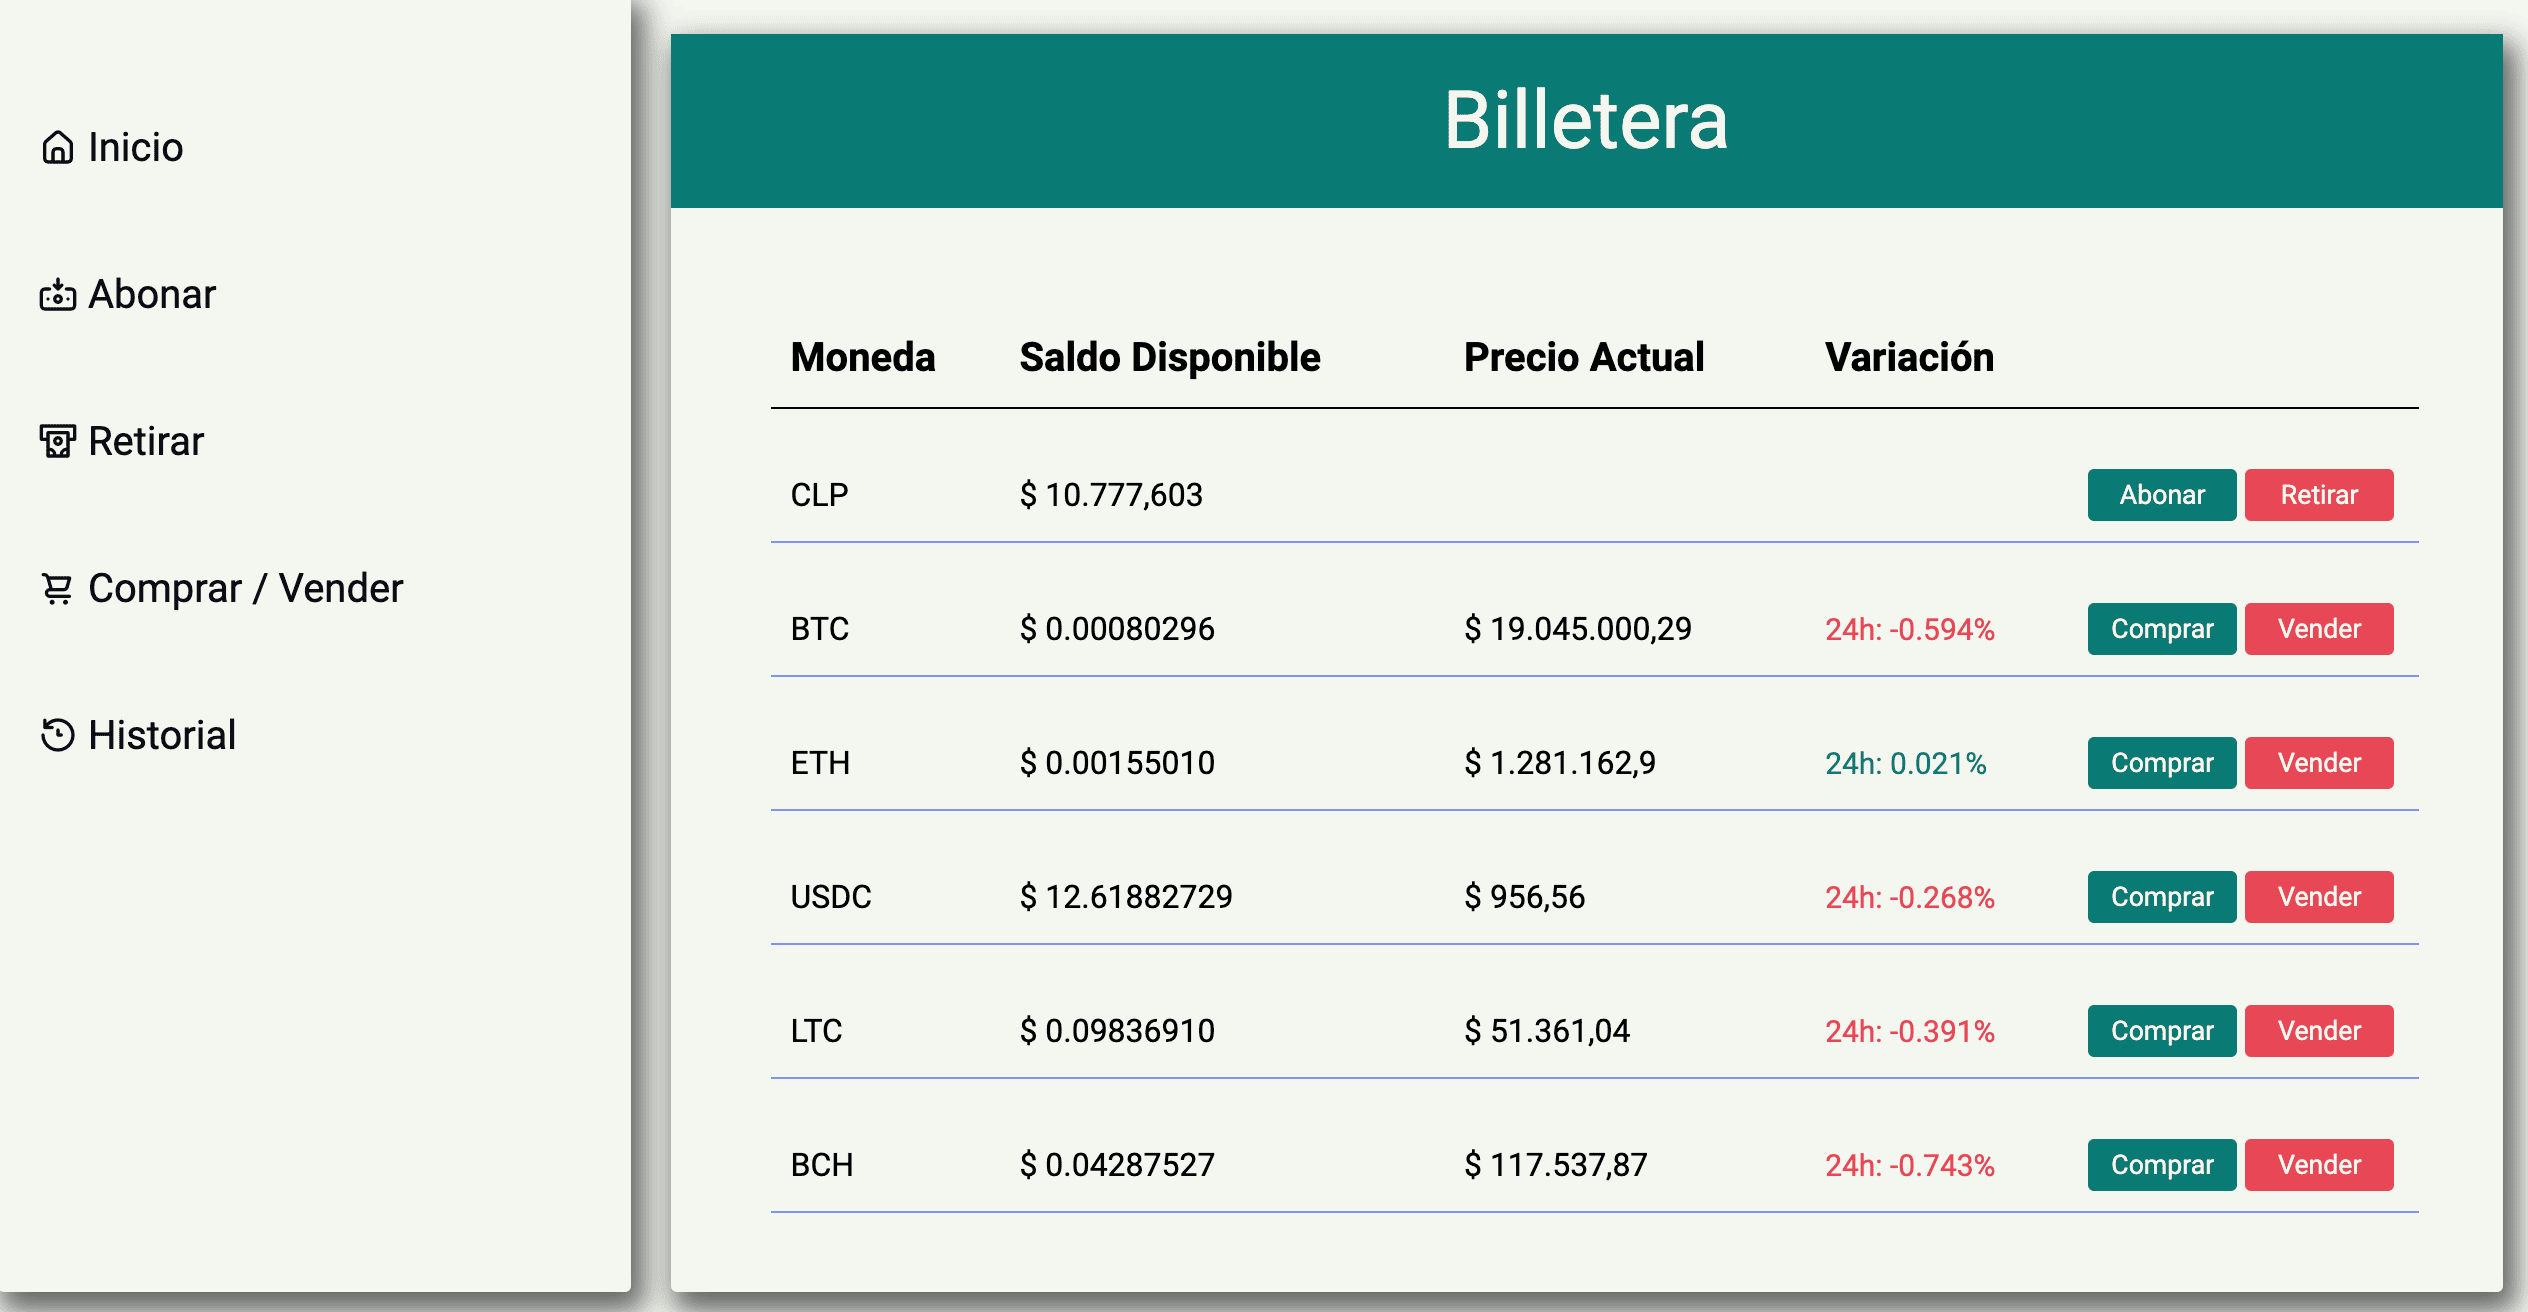 Inicio
Abonar
Retirar
Comprar / Vender
Historial
Billetera
Moneda Saldo Disponible Precio Actual Variación
CLP $ 10.777,603 Abonar Retirar
BTC $ 0.00080296 $ 19.045.000,29 24h: -0.594% Comprar Vender
ETH $ 0.00155010 $ 1.281.162,9 24h: 0.021% Comprar Vender
USDC $ 12.61882729 $ 956,56 24h: -0.268% Comprar Vender
LTC $ 0.09836910 $ 51.361,04 24h: -0.391% Comprar Vender
BCH $ 0.04287527 $ 117.537,87 24h: -0.743% Comprar Vender